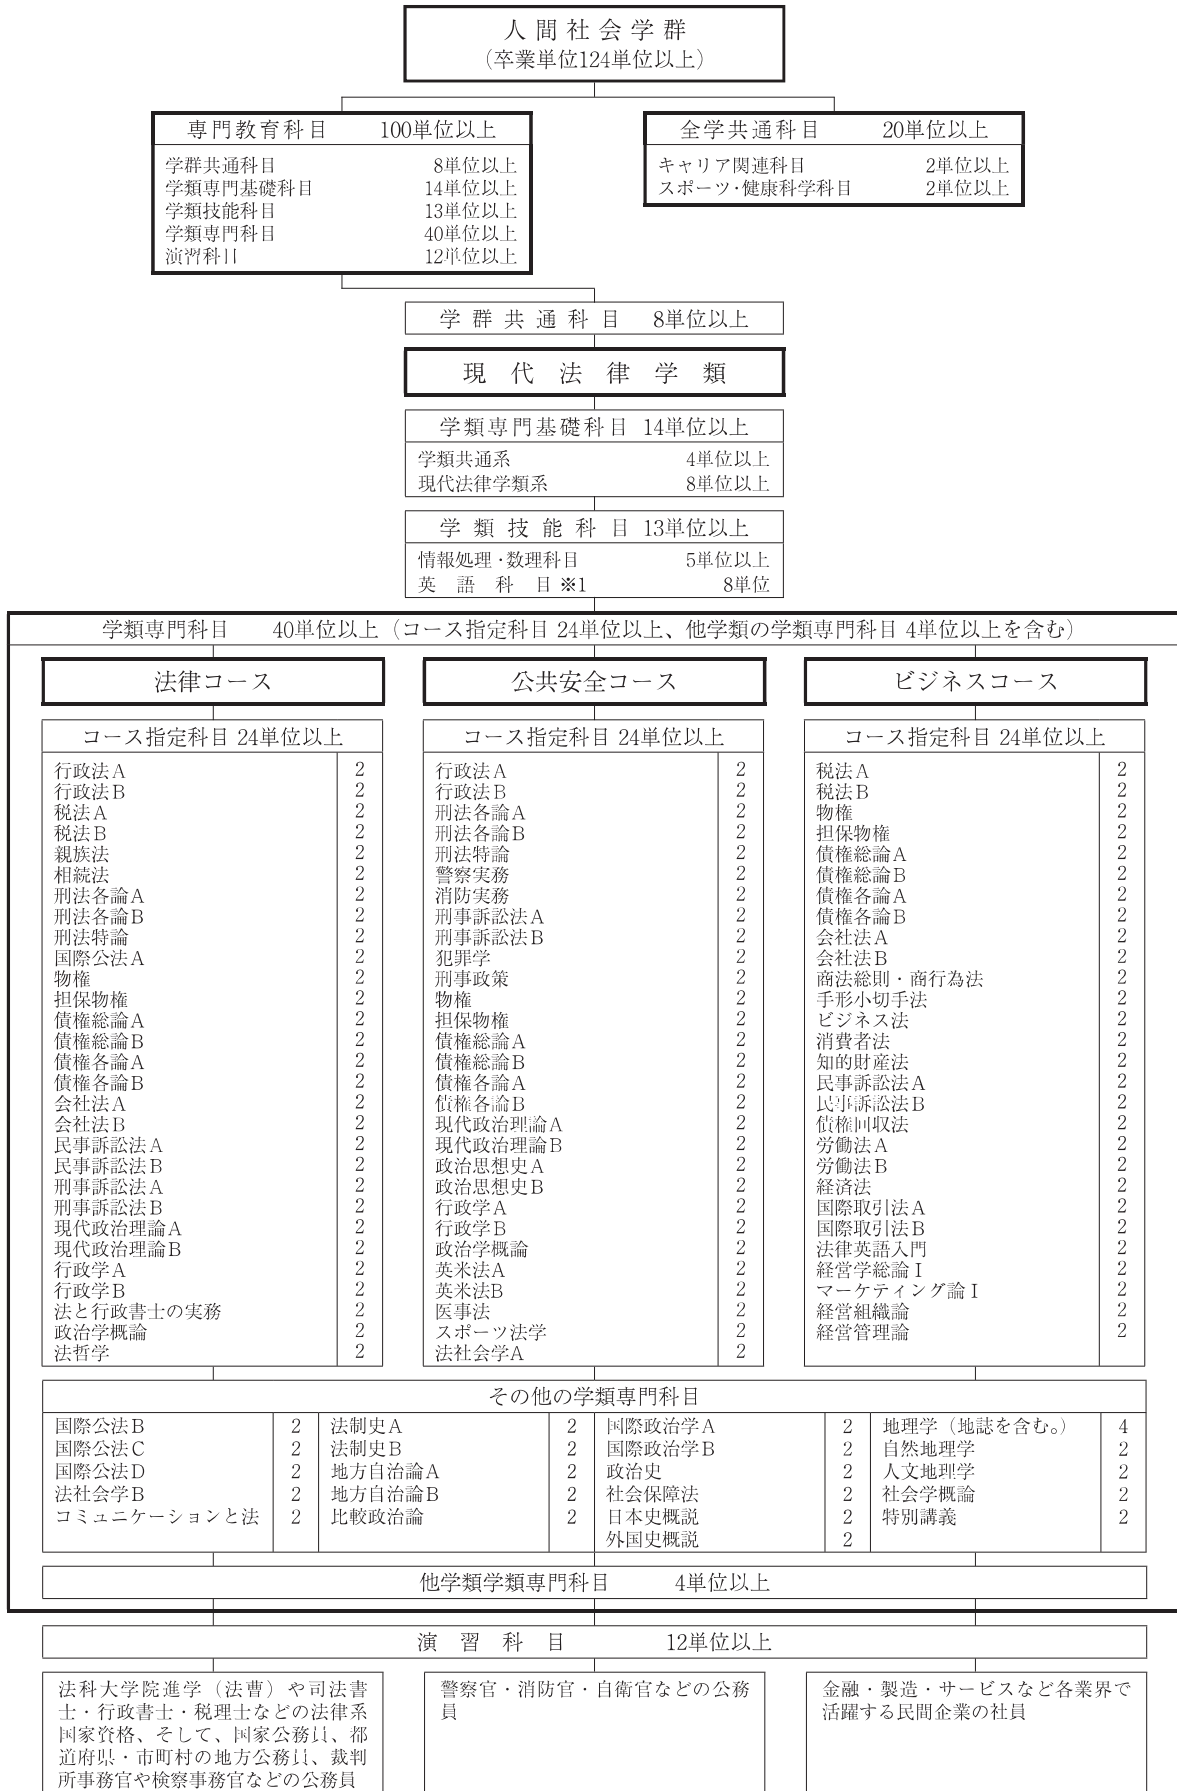 人間社会学群
（卒業単位124単位以上）
専門教育科目 100単位以上
学群共通科目 8単位以上
学類専門基礎科目 14単位以上
学類技能科目 13単位以上
学類専門科目 40単位以上
演習科目 12単位以上
全学共通科目 20単位以上
キャリア関連科目 2単位以上
スポーツ・健康科学科目 2単位以上
学群共通科目 8単位以上
現代法律学類
学類専門基礎科目 14単位以上
学類共通系 4単位以上
現代法律学類系 8単位以上
学類技能科目 13単位以上
情報処理・数理科目 5単位以上
英語科目※1 8単位
学類専門科目 40単位以上（コース指定科目 24単位以上、他学類の学類専門科目 4単位以上を含む）
法律コース
コース指定科目 24単位以上
行政法A 2
行政法B 2
税法A 2
税法B 2
親族法 2
相続法 2
刑法各論A 2
刑法各論B 2
刑法特論 2
国際公法A 2
物権 2
担保物権 2
債権総論A 2
債権総論B 2
債権各論A 2
債権各論B 2
会社法A 2
会社法B 2
民事訴訟法A 2
民事訴訟法B 2
刑事訴訟法A 2
刑事訴訟法B 2
現代政治理論A 2
現代政治理論B 2
行政学A 2
行政学B 2
法と行政書士の実務 2
政治学概論 2
法哲学 2
公共安全コース
コース指定科目 24単位以上
行政法A 2
行政法B 2
刑法各論A 2
刑法各論B 2
刑法特論 2
警察実務 2
消防実務 2
刑事訴訟法A 2
刑事訴訟法B 2
犯罪学 2
刑事政策 2
物権 2
担保物権 2
債権総論A 2
債権総論B 2
債権各論A 2
債権各論B 2
現代政治理論A 2
現代政治理論B 2
政治思想史A 2
政治思想史B 2
行政学A 2
行政学B 2
政治学概論 2
英米法A 2
英米法B 2
医事法 2
スポーツ法学 2
法社会学A 2
ビジネスコース
コース指定科目 24単位以上
税法A 2
税法B 2
物権 2
担保物権 2
債権総論A 2
債権総論B 2
債権各論A 2
債権各論B 2
会社法A 2
会社法B 2
商法総則・商行為法 2
手形小切手法 2
ビジネス法 2
消費者法 2
知的財産法 2
民事訴訟法A 2
民事訴訟法B 2
債権回収法 2
労働法A 2
労働法B 2
経済法 2
国際取引法A 2
国際取引法B 2
法律英語入門 2
経営学総論Ⅰ 2
マーケティング論Ⅰ 2
経営組織論 2
経営管理論 2
その他の学類専門科目
国際公法B 2
国際公法C 2
国際公法D 2
法社会学B 2
コミュニケーションと法 2
法制史A 2
法制史B 2
地方自治論A 2
地方自治論B 2
比較政治論 2
国際政治学A 2
国際政治学B 2
政治史 2
社会保障法 2
日本史概説 2
外国史概説 2
地理学（地誌を含む。） 4
自然地理学 2
人文地理学 2
社会学概論 2
特別講義 2
他学類学類専門科目 4単位以上
演習科目 12単位以上
法科大学院進学（法曹）や司法書
士・行政書士・税理士などの法律系
国家資格、そして、国家公務員、都
道府県・市町村の地方公務員、裁判
所事務官や検察事務官などの公務員
警察官・消防官・自衛官などの公務
員
金融・製造・サービスなど各業界で
活躍する民間企業の社員